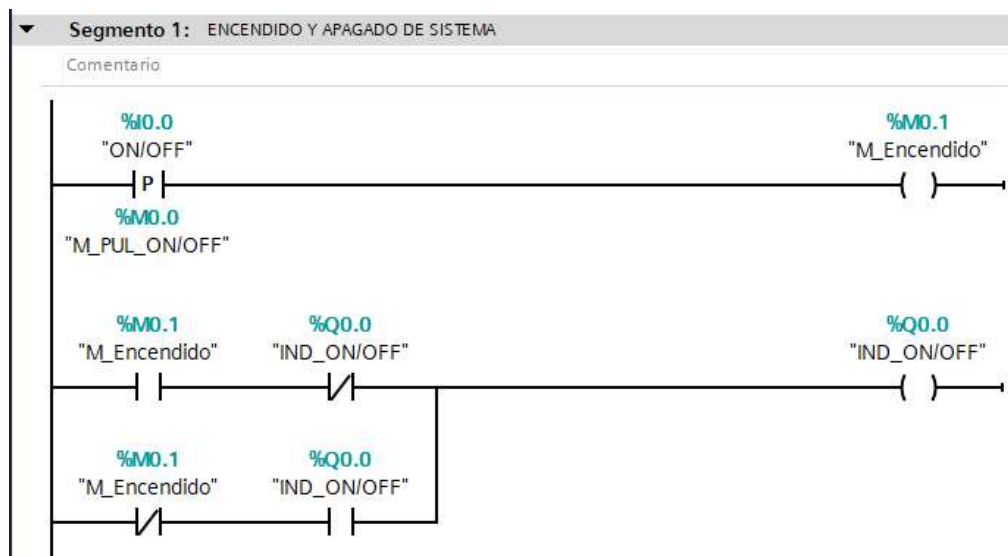 Segmento 1: ENCENDIDO Y APAGADO DE SISTEMA
Comentario
%I0.0 %M0.1
"ON/OFF" "M_Encendido"
P
%M0.0
"M_PUL_ON/OFF"
%M0.1 %Q0.0 %Q0.0
"M_Encendido" "IND_ON/OFF" "IND_ON/OFF"
%M0.1 %Q0.0
"M_Encendido" "IND_ON/OFF"